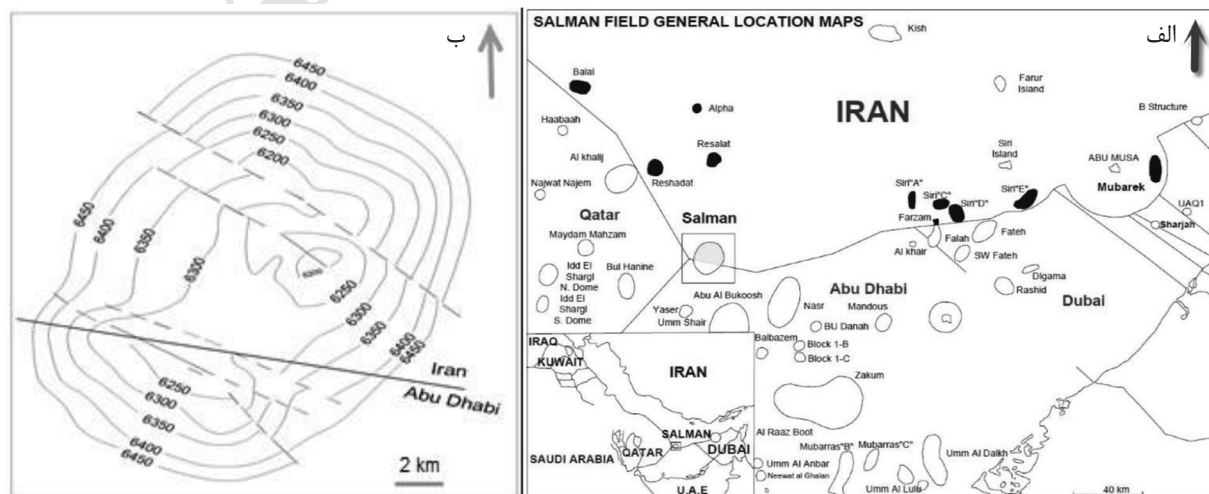 ب
6450
6400
6350
6300
6250
6200
6450
6400
6350
6300
6200
6250
6300
6350
6400
6450
Iran
Abu Dhabi
6250
6300
6350
6400
6450
2 km
SALMAN FIELD GENERAL LOCATION MAPS
الف
Kish
Balal
Farur
Island
Alpha
IRAN
B Structure
Haabaah
Resalat
Al khalij
Siri
Island
ABU MUSA
Reshadat
Mubarek
Najwat Najem
Siri"A"
Siri"C"
Siri"D"
Siri"E"
UAQ1
Qatar
Salman
Farzam
Sharjah
Maydam Mahzam
Al khair
Falah
Fateh
SW Fateh
Idd El
Shargl
N. Dome
Bul Hanine
Digama
Rashid
Abu Dhabi
Dubai
Idd El
Shargl
S. Dome
Abu Al Bukoosh
Nasr
Mandous
Yaser
Umm Shair
BU Danah
Balbazem
Block 1-B
Block 1-C
IRAQ
KUWAIT
IRAN
Zakum
SALMAN
QATAR
DUBAI
SAUDI ARABIA
U.A.E
Al Raaz Boot
Mubarras"B"
Mubarras"C"
Umm Al Dalkh
Umm Al Anbar
Neewat al Ghalan
Umm Al Lulu
40 km